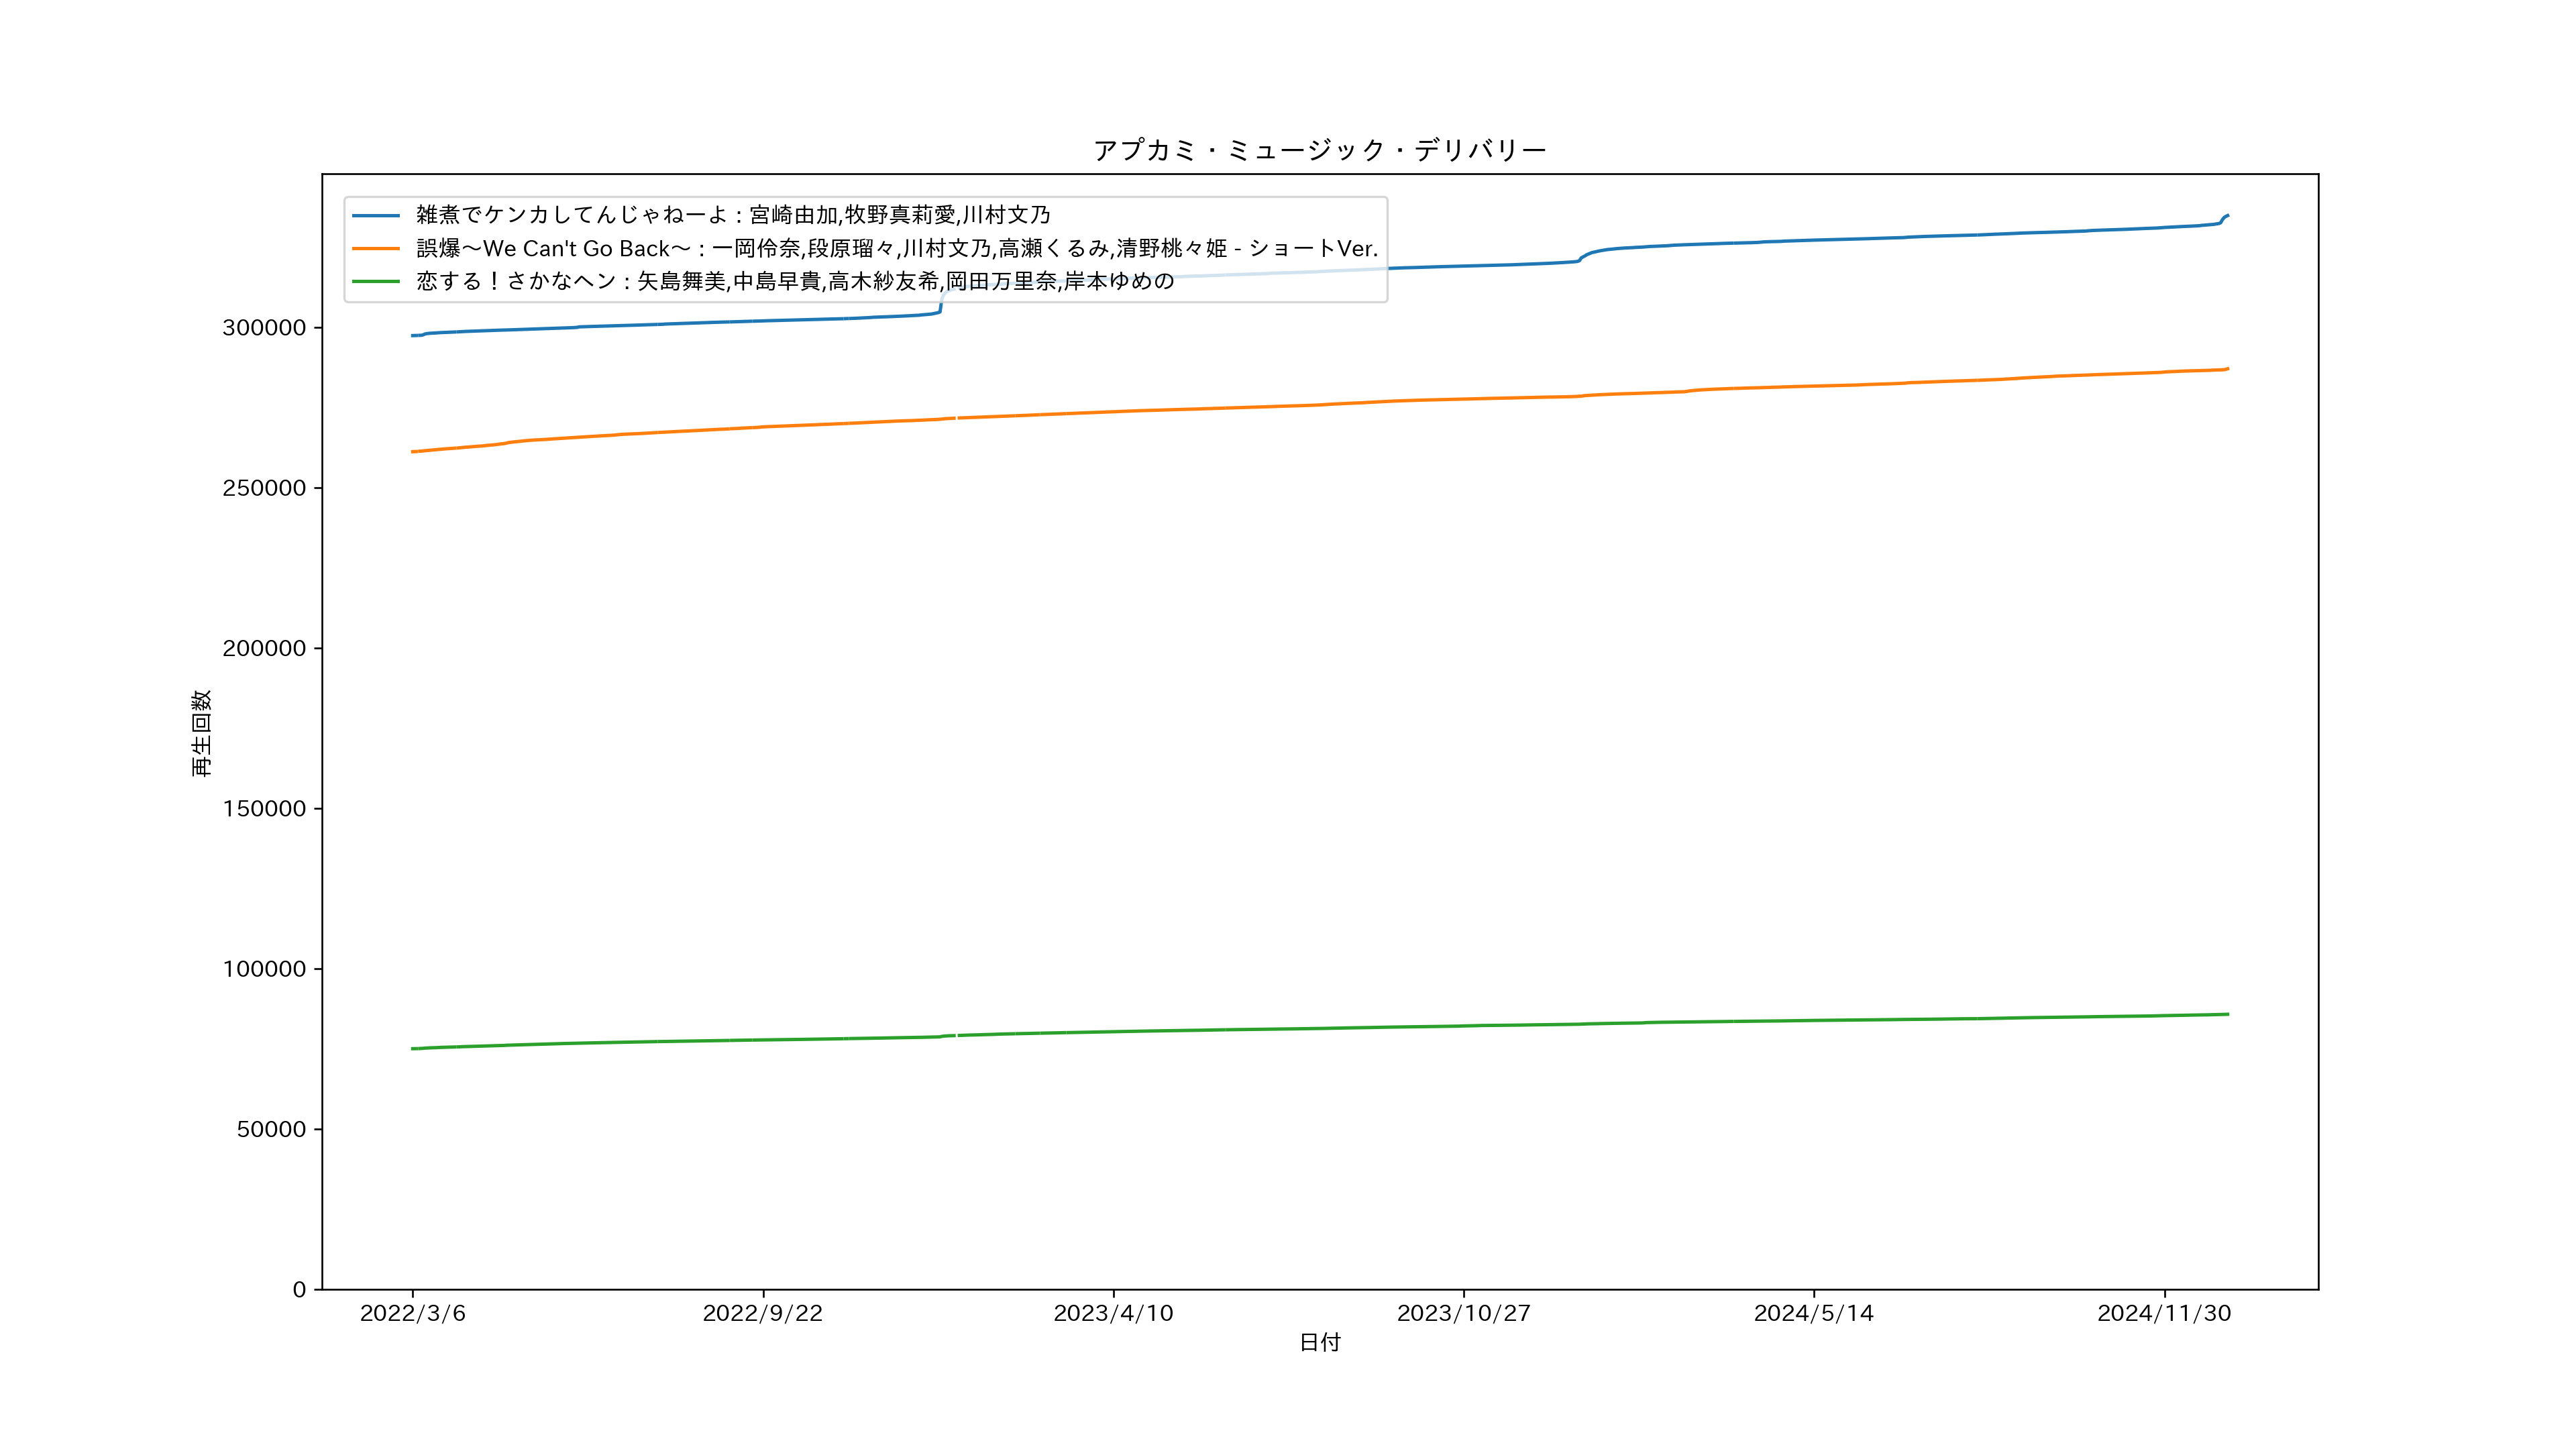 アプカミ・ミュージック・デリバリー
雑煮でケンカしてんじゃねーよ : 宮崎由加,牧野真莉愛,川村文乃
誤爆〜We Can't Go Back〜 : 一岡伶奈,段原瑠々,川村文乃,高瀬くるみ,清野桃々姫 - ショートVer.
恋する！さかなヘン : 矢島舞美,中島早貴,高木紗友希,岡田万里奈,岸本ゆめの
再生回数
300000
250000
200000
150000
100000
50000
0
2022/3/6 2022/9/22 2023/4/10 2023/10/27 2024/5/14 2024/11/30
日付